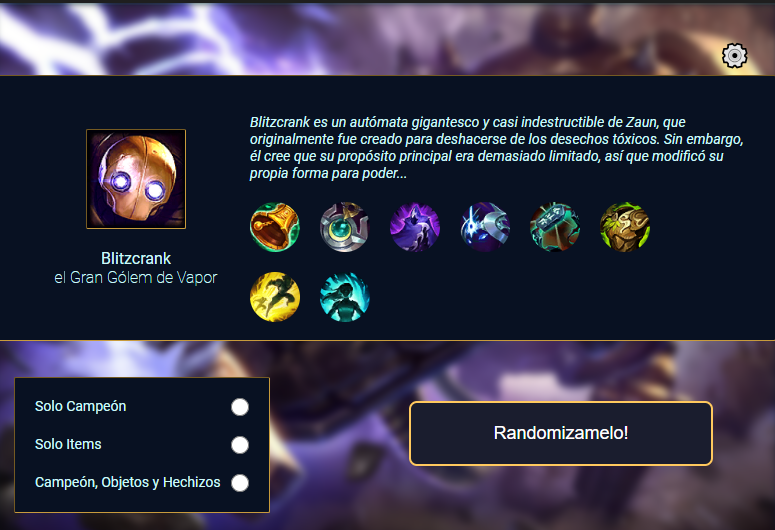 Blitzcrank es un autómata gigantesco y casi indestructible de Zaun, que
originalmente fue creado para deshacerse de los desechos tóxicos. Sin embargo,
él cree que su propósito principal era demasiado limitado, así que modificó su
propia forma para poder...
Blitzcrank
el Gran Gólem de Vapor
Solo Campeón
Solo Items
Campeón, Objetos y Hechizos
Randomizamelo!